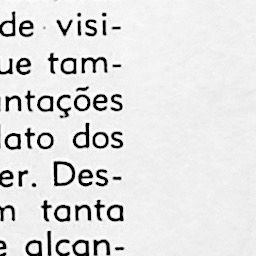 de visi-
ue tam-
ntações
lato dos
er. Des-
m tanta
e alcan-